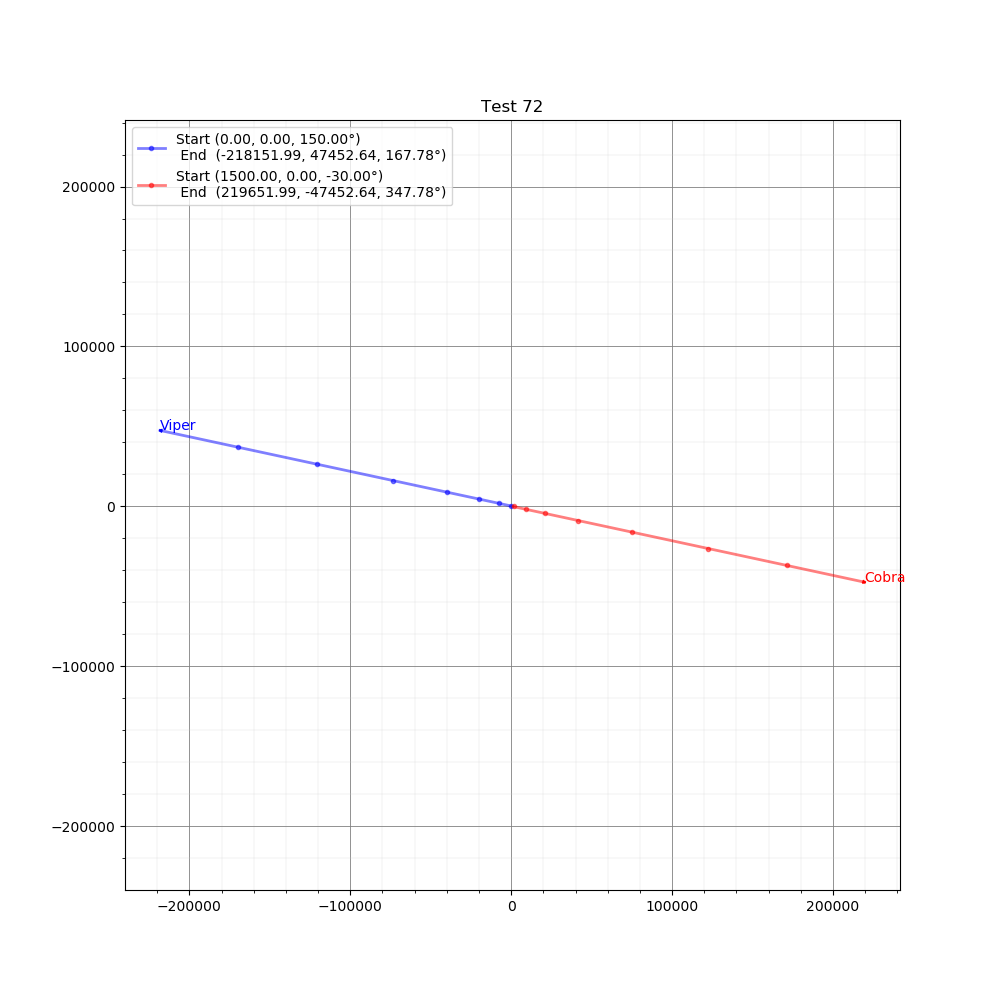 Test 72
Start (0.00, 0.00, 150.00°)
End  (-218151.99, 47452.64, 167.78°)
Start (1500.00, 0.00, -30.00°)
End  (219651.99, -47452.64, 347.78°)
200000
100000
0
−100000
−200000
Viper
Cobra
−200000
−100000
0
100000
200000